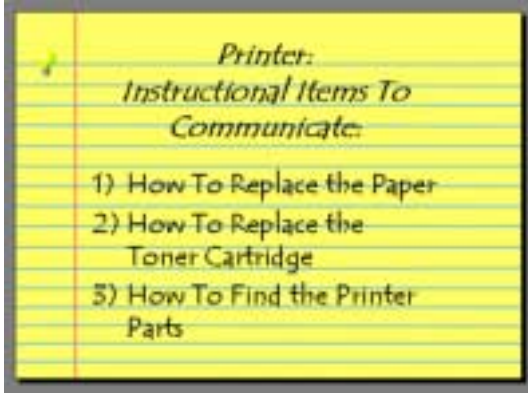 Printer:
Instructional Items To
Communicate:
1) How To Replace the Paper
2) How To Replace the
Toner Cartridge
3) How To Find the Printer
Parts